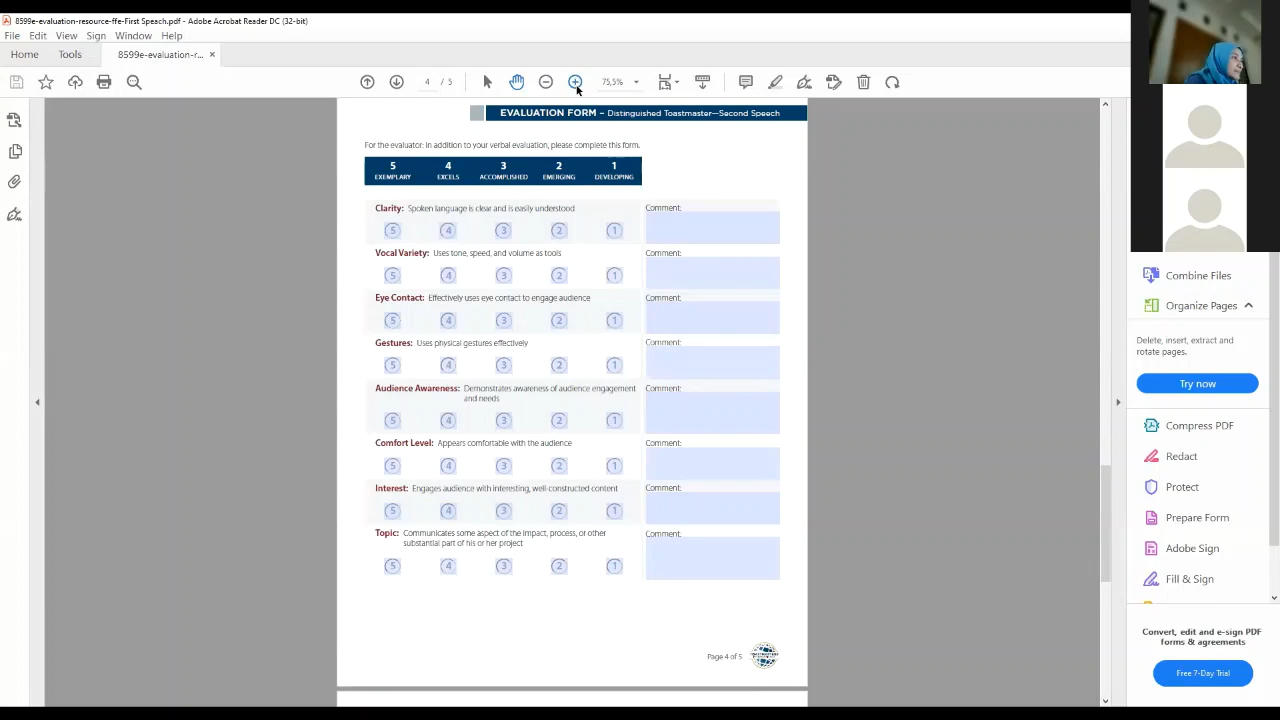 8599e-evaluation-resource-ffe-First Speach.pdf - Adobe Acrobat Reader DC (32-bit)
File Edit View Sign Window Help
Home Tools 8599e-evaluation-r... ×
4 / 5 75,5%
EVALUATION FORM – Distinguished Toastmaster—Second Speech
For the evaluator: In addition to your verbal evaluation, please complete this form.
5 4 3 2 1
EXEMPLARY EXCELS ACCOMPLISHED EMERGING DEVELOPING
Clarity: Spoken language is clear and is easily understood Comment:
5 4 3 2 1
Vocal Variety: Uses tone, speed, and volume as tools Comment:
5 4 3 2 1
Eye Contact: Effectively uses eye contact to engage audience Comment:
5 4 3 2 1
Gestures: Uses physical gestures effectively Comment:
5 4 3 2 1
Audience Awareness: Demonstrates awareness of audience engagement Comment:
and needs
5 4 3 2 1
Comfort Level: Appears comfortable with the audience Comment:
5 4 3 2 1
Interest: Engages audience with interesting, well-constructed content Comment:
5 4 3 2 1
Topic: Communicates some aspect of the impact, process, or other Comment:
substantial part of his or her project
5 4 3 2 1
Page 4 of 5
Combine Files
Organize Pages
Delete, insert, extract and
rotate pages.
Try now
Compress PDF
Redact
Protect
Prepare Form
Adobe Sign
Fill & Sign
Convert, edit and e-sign PDF
forms & agreements
Free 7-Day Trial